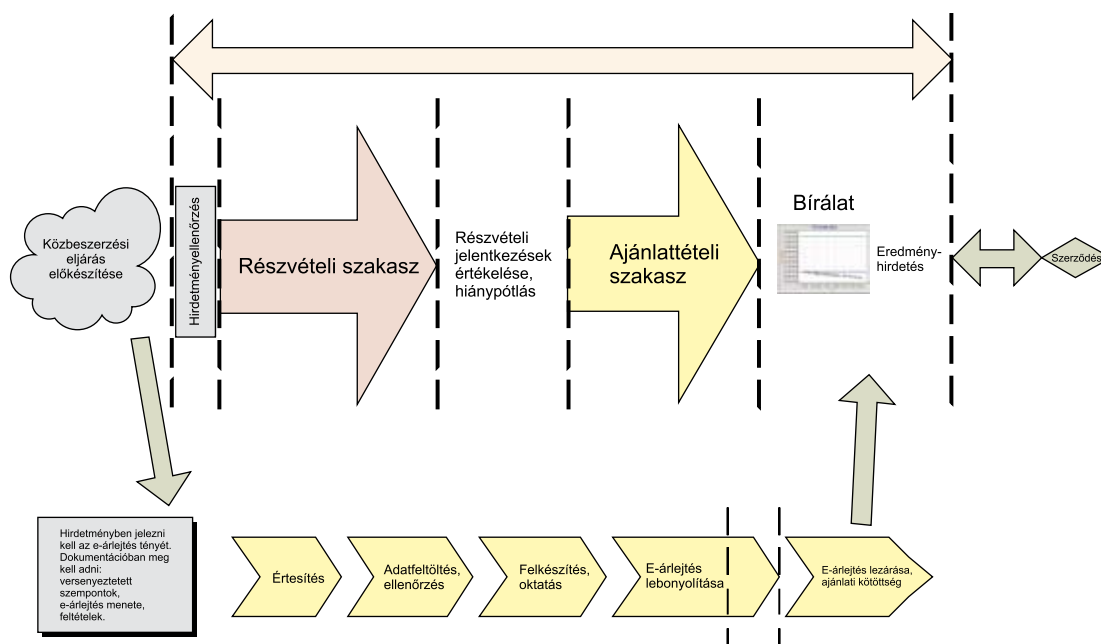 Közbeszerzési
eljárás
előkészítése
Hirdetményellenőrzés
Részvételi szakasz
Részvételi
jelentkezések
értékelése,
hiánypótlás
Ajánlattételi
szakasz
Bírálat
Eredmény-
hirdetés
Szerződés
Hirdetményben jelezni
kell az e-árlejtés tényét.
Dokumentációban meg
kell adni:
versenyeztetett
szempontok,
e-árlejtés menete,
feltételek.
Értesítés
Adatfeltöltés,
ellenőrzés
Felkészítés,
oktatás
E-árlejtés
lebonyolítása
E-árlejtés lezárása,
ajánlati kötöttség